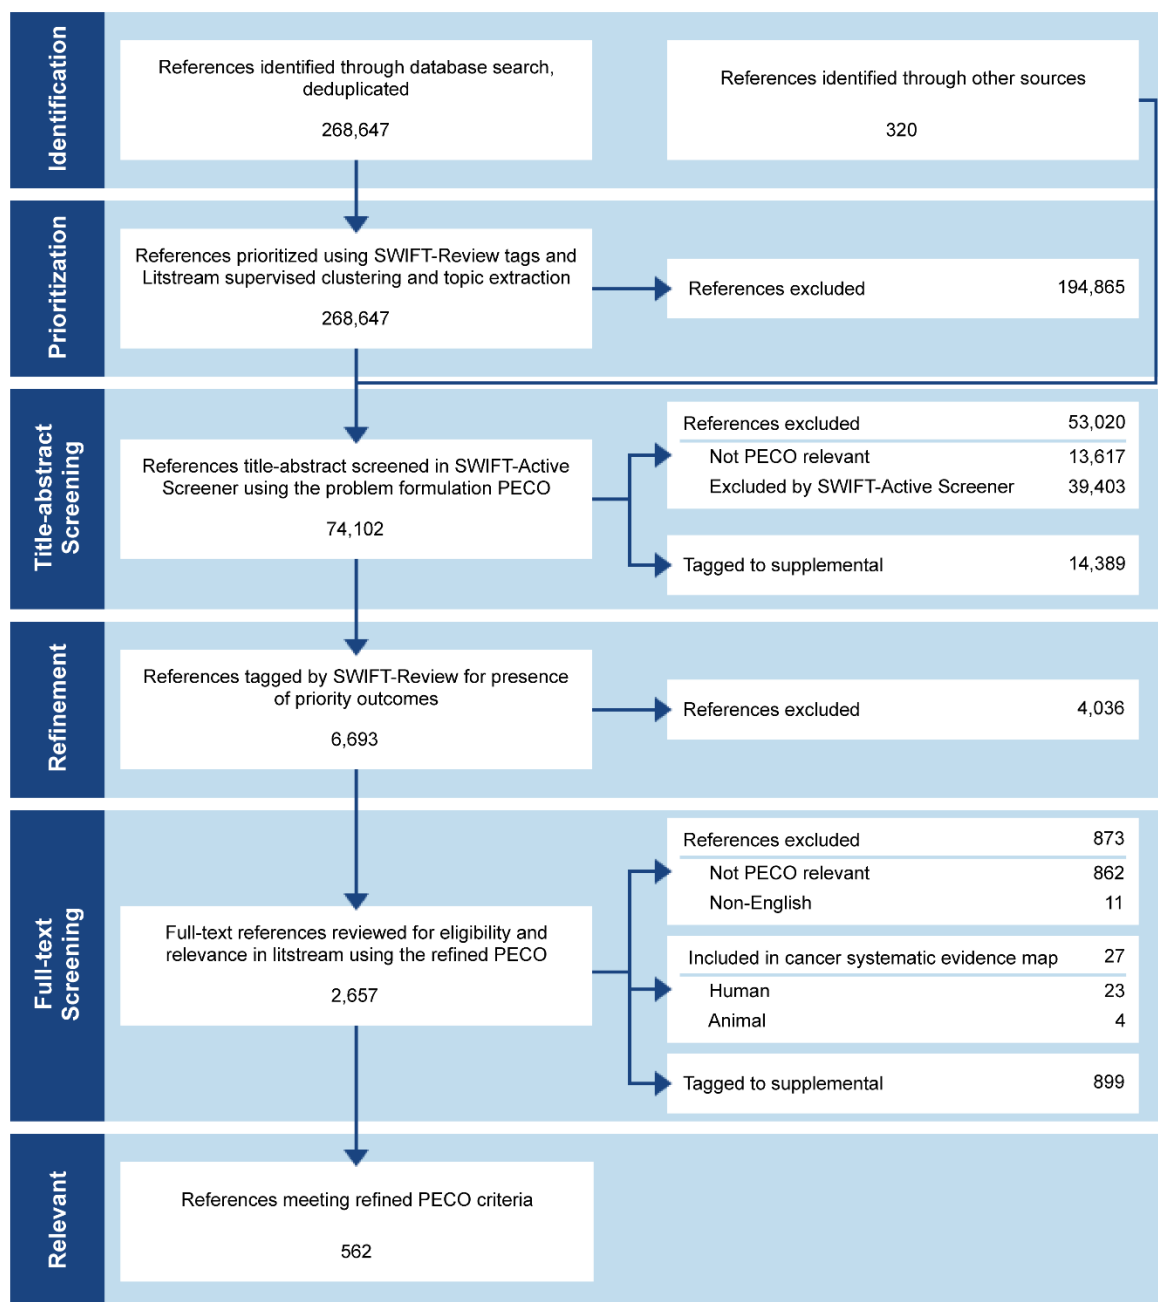 Identification
References identified through database search,
deduplicated
268,647
References identified through other sources
320
Prioritization
References prioritized using SWIFT-Review tags and
Litstream supervised clustering and topic extraction
268,647
References excluded 194,865
Title-abstract
Screening
References title-abstract screened in SWIFT-Active
Screener using the problem formulation PECO
74,102
References excluded 53,020
Not PECO relevant 13,617
Excluded by SWIFT-Active Screener 39,403
Tagged to supplemental 14,389
Refinement
References tagged by SWIFT-Review for presence
of priority outcomes
6,693
References excluded 4,036
Full-text
Screening
Full-text references reviewed for eligibility and
relevance in litstream using the refined PECO
2,657
References excluded 873
Not PECO relevant 862
Non-English 11
Included in cancer systematic evidence map 27
Human 23
Animal 4
Tagged to supplemental 899
Relevant
References meeting refined PECO criteria
562